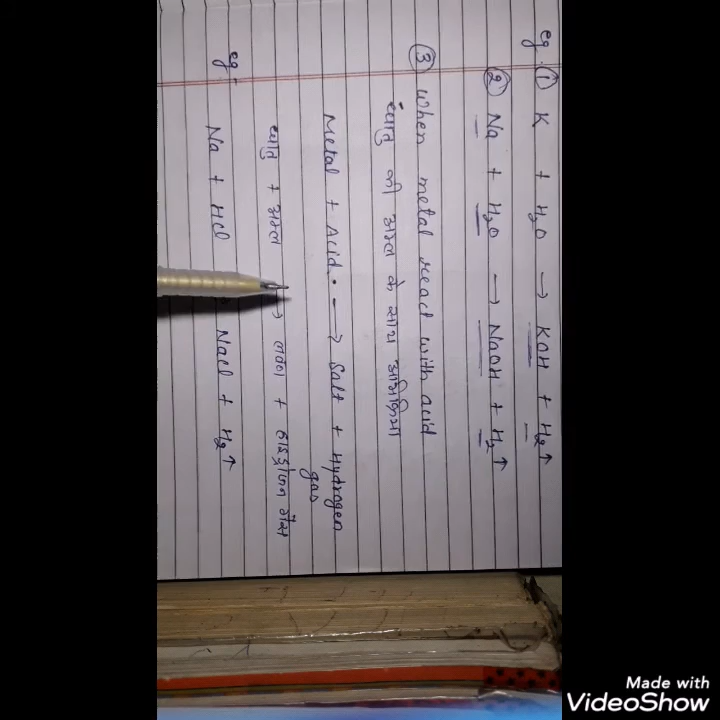 eg. ① K + H₂O → KOH + H₂↑
② Na + H₂O → NaOH + H₂↑
③ When metal react with acid
धातु की अम्ल के साथ अभिक्रिया
Metal + Acid. → Salt + Hydrogen
gas
धातु + अम्ल → लवण + हाइड्रोजन गैस
eg:-
Na + HCl NaCl + H₂↑
Made with
VideoShow